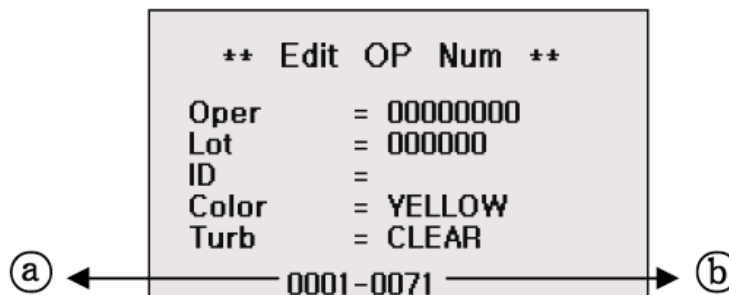 ** Edit OP Num **
Oper = 00000000
Lot = 000000
ID =
Color = YELLOW
Turb = CLEAR
ⓐ 0001-0071 ⓑ